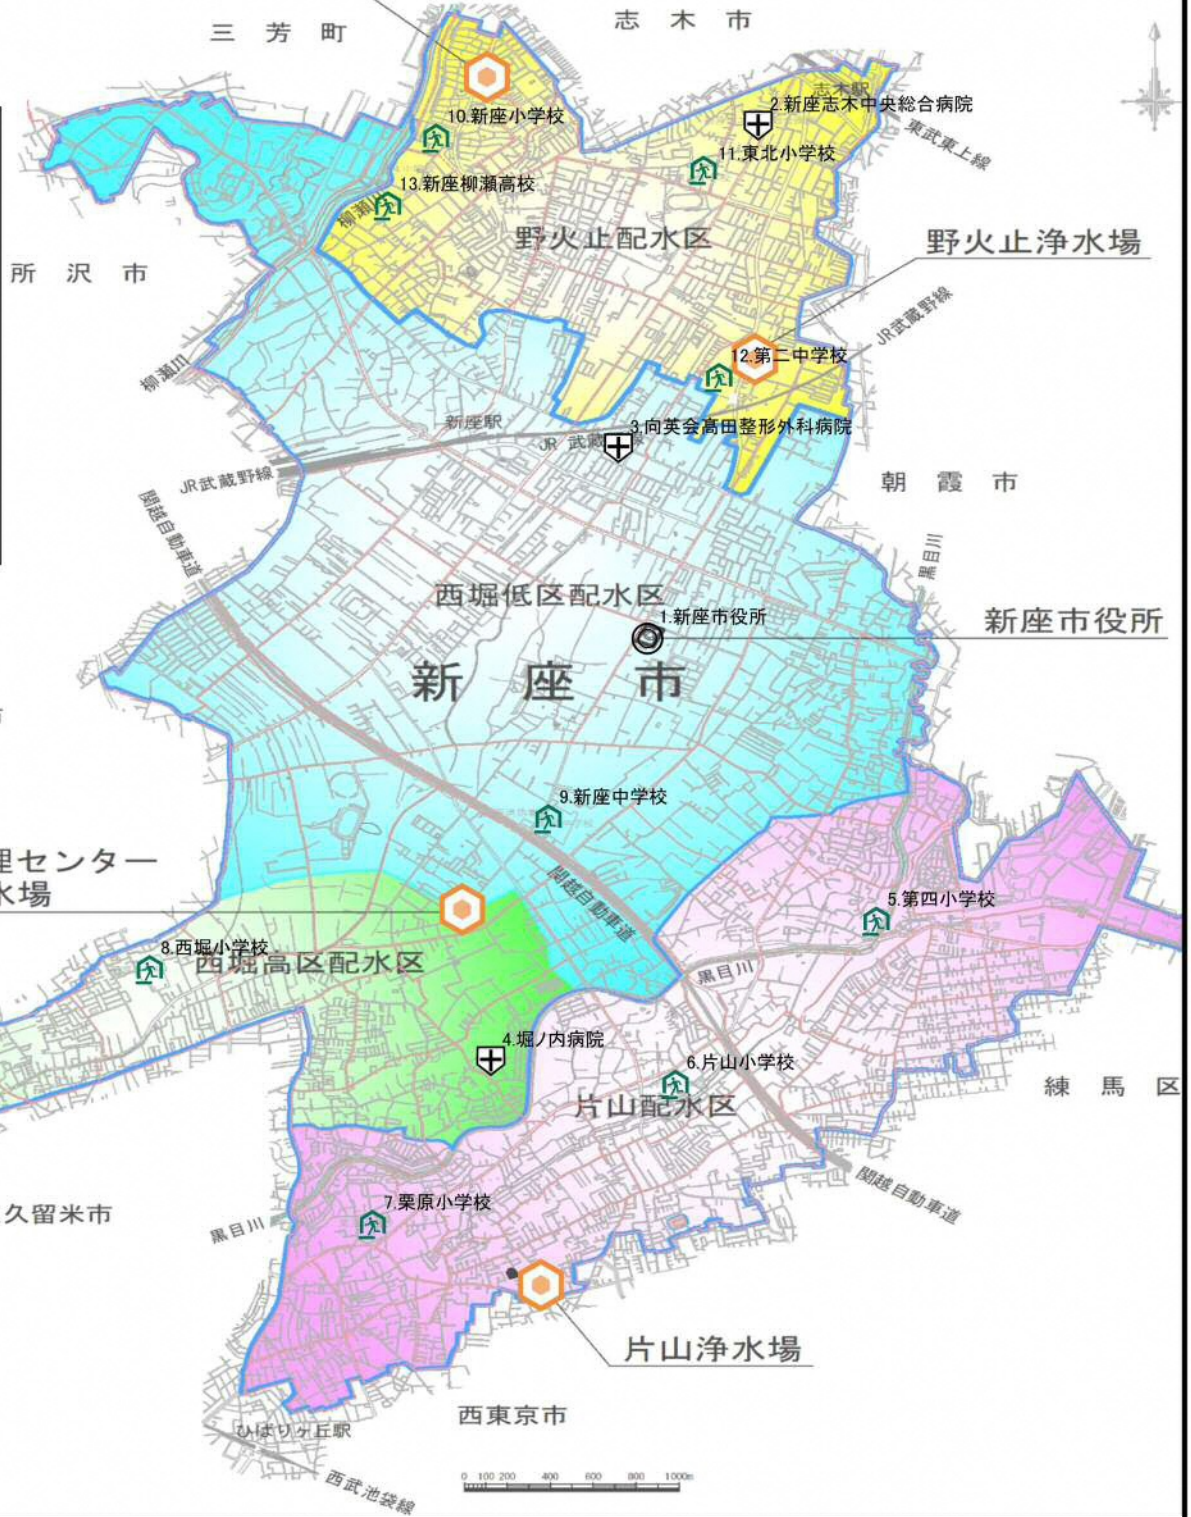 三芳町
志木市
志木駅
2.新座志木中央総合病院
10.新座小学校
東武東上線
11.東北小学校
13.新座柳瀬高校
柳瀬川
野火止配水区
野火止浄水場
所沢市
JR武蔵野線
12.第二中学校
柳瀬川
新座駅
3.向英会高田整形外科病院
JR 武蔵野線
JR武蔵野線
朝霞市
関越自動車道
黒目川
西堀低区配水区
1.新座市役所
新座市役所
新座市
市
9.新座中学校
理センター
水場
関越自動車道
5.第四小学校
8.西堀小学校
西堀高区配水区
黒目川
4.堀ノ内病院
6.片山小学校
片山配水区
練馬区
関越自動車道
7.栗原小学校
久留米市
黒目川
片山浄水場
西東京市
ひばりヶ丘駅
西武池袋線
0 100 200 400 600 800 1000m